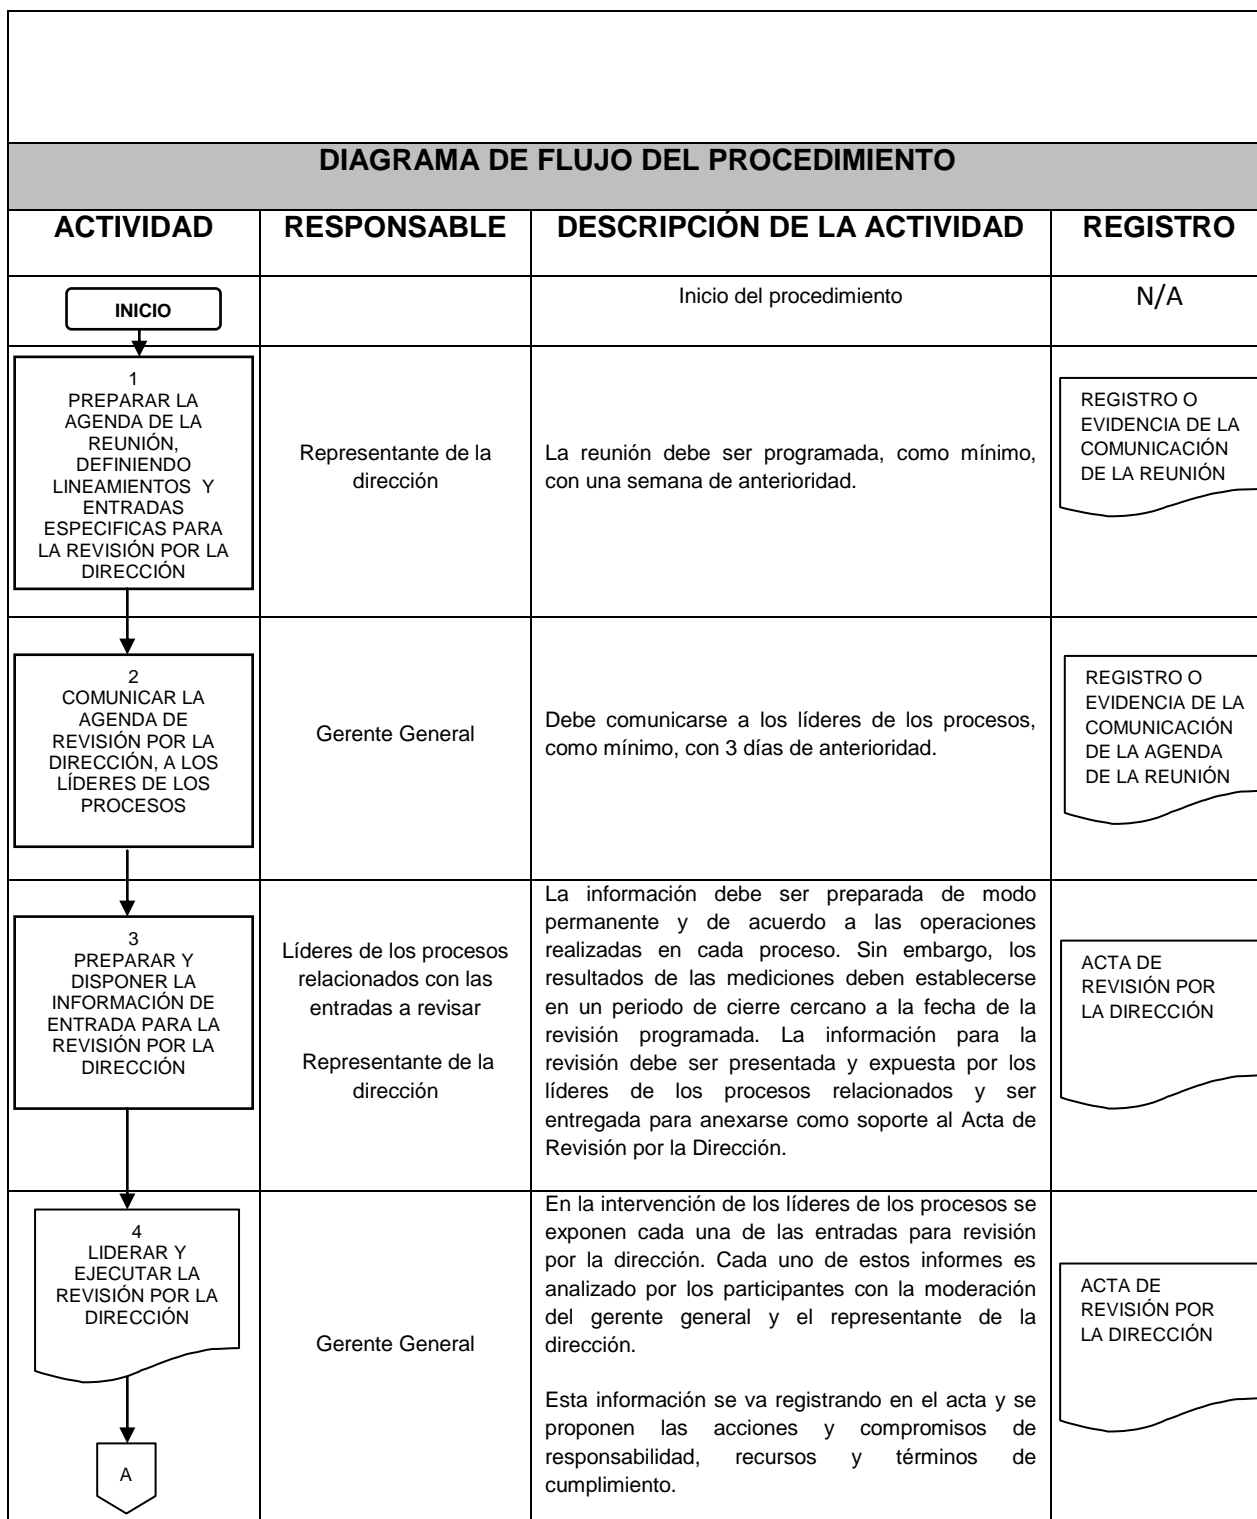 DIAGRAMA DE FLUJO DEL PROCEDIMIENTO
ACTIVIDAD
RESPONSABLE
DESCRIPCIÓN DE LA ACTIVIDAD
REGISTRO
INICIO
Inicio del procedimiento
N/A
1
PREPARAR LA
AGENDA DE LA
REUNIÓN,
DEFINIENDO
LINEAMIENTOS Y
ENTRADAS
ESPECIFICAS PARA
LA REVISIÓN POR LA
DIRECCIÓN
Representante de la
dirección
La reunión debe ser programada, como mínimo,
con una semana de anterioridad.
REGISTRO O
EVIDENCIA DE LA
COMUNICACIÓN
DE LA REUNIÓN
2
COMUNICAR LA
AGENDA DE
REVISIÓN POR LA
DIRECCIÓN, A LOS
LÍDERES DE LOS
PROCESOS
Gerente General
Debe comunicarse a los líderes de los procesos,
como mínimo, con 3 días de anterioridad.
REGISTRO O
EVIDENCIA DE LA
COMUNICACIÓN
DE LA AGENDA
DE LA REUNIÓN
3
PREPARAR Y
DISPONER LA
INFORMACIÓN DE
ENTRADA PARA LA
REVISIÓN POR LA
DIRECCIÓN
Líderes de los procesos
relacionados con las
entradas a revisar
Representante de la
dirección
La información debe ser preparada de modo
permanente y de acuerdo a las operaciones
realizadas en cada proceso. Sin embargo, los
resultados de las mediciones deben establecerse
en un periodo de cierre cercano a la fecha de la
revisión programada. La información para la
revisión debe ser presentada y expuesta por los
líderes de los procesos relacionados y ser
entregada para anexarse como soporte al Acta de
Revisión por la Dirección.
ACTA DE
REVISIÓN POR
LA DIRECCIÓN
4
LIDERAR Y
EJECUTAR LA
REVISIÓN POR LA
DIRECCIÓN
A
Gerente General
En la intervención de los líderes de los procesos se
exponen cada una de las entradas para revisión
por la dirección. Cada uno de estos informes es
analizado por los participantes con la moderación
del gerente general y el representante de la
dirección.
Esta información se va registrando en el acta y se
proponen las acciones y compromisos de
responsabilidad, recursos y términos de
cumplimiento.
ACTA DE
REVISIÓN POR
LA DIRECCIÓN